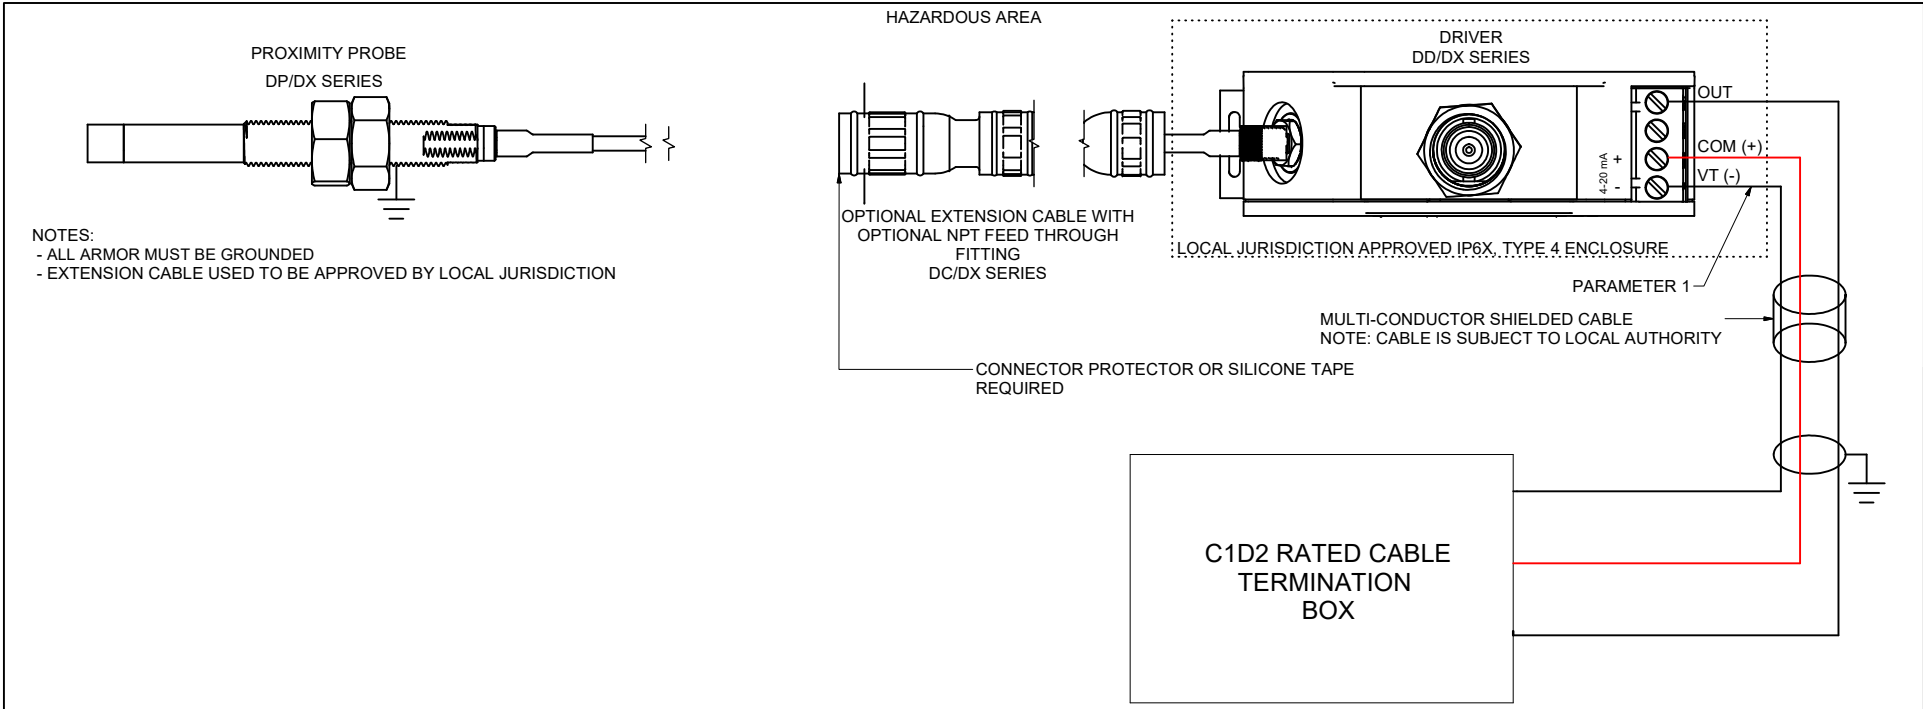 HAZARDOUS AREA
PROXIMITY PROBE
DP/DX SERIES
NOTES:
- ALL ARMOR MUST BE GROUNDED
- EXTENSION CABLE USED TO BE APPROVED BY LOCAL JURISDICTION
OPTIONAL EXTENSION CABLE WITH
OPTIONAL NPT FEED THROUGH
FITTING
DC/DX SERIES
CONNECTOR PROTECTOR OR SILICONE TAPE
REQUIRED
DRIVER
DD/DX SERIES
OUT
COM (+)
VT (-)
4-20 mA
+
-
LOCAL JURISDICTION APPROVED IP6X, TYPE 4 ENCLOSURE
PARAMETER 1
MULTI-CONDUCTOR SHIELDED CABLE
NOTE: CABLE IS SUBJECT TO LOCAL AUTHORITY
C1D2 RATED CABLE
TERMINATION
BOX